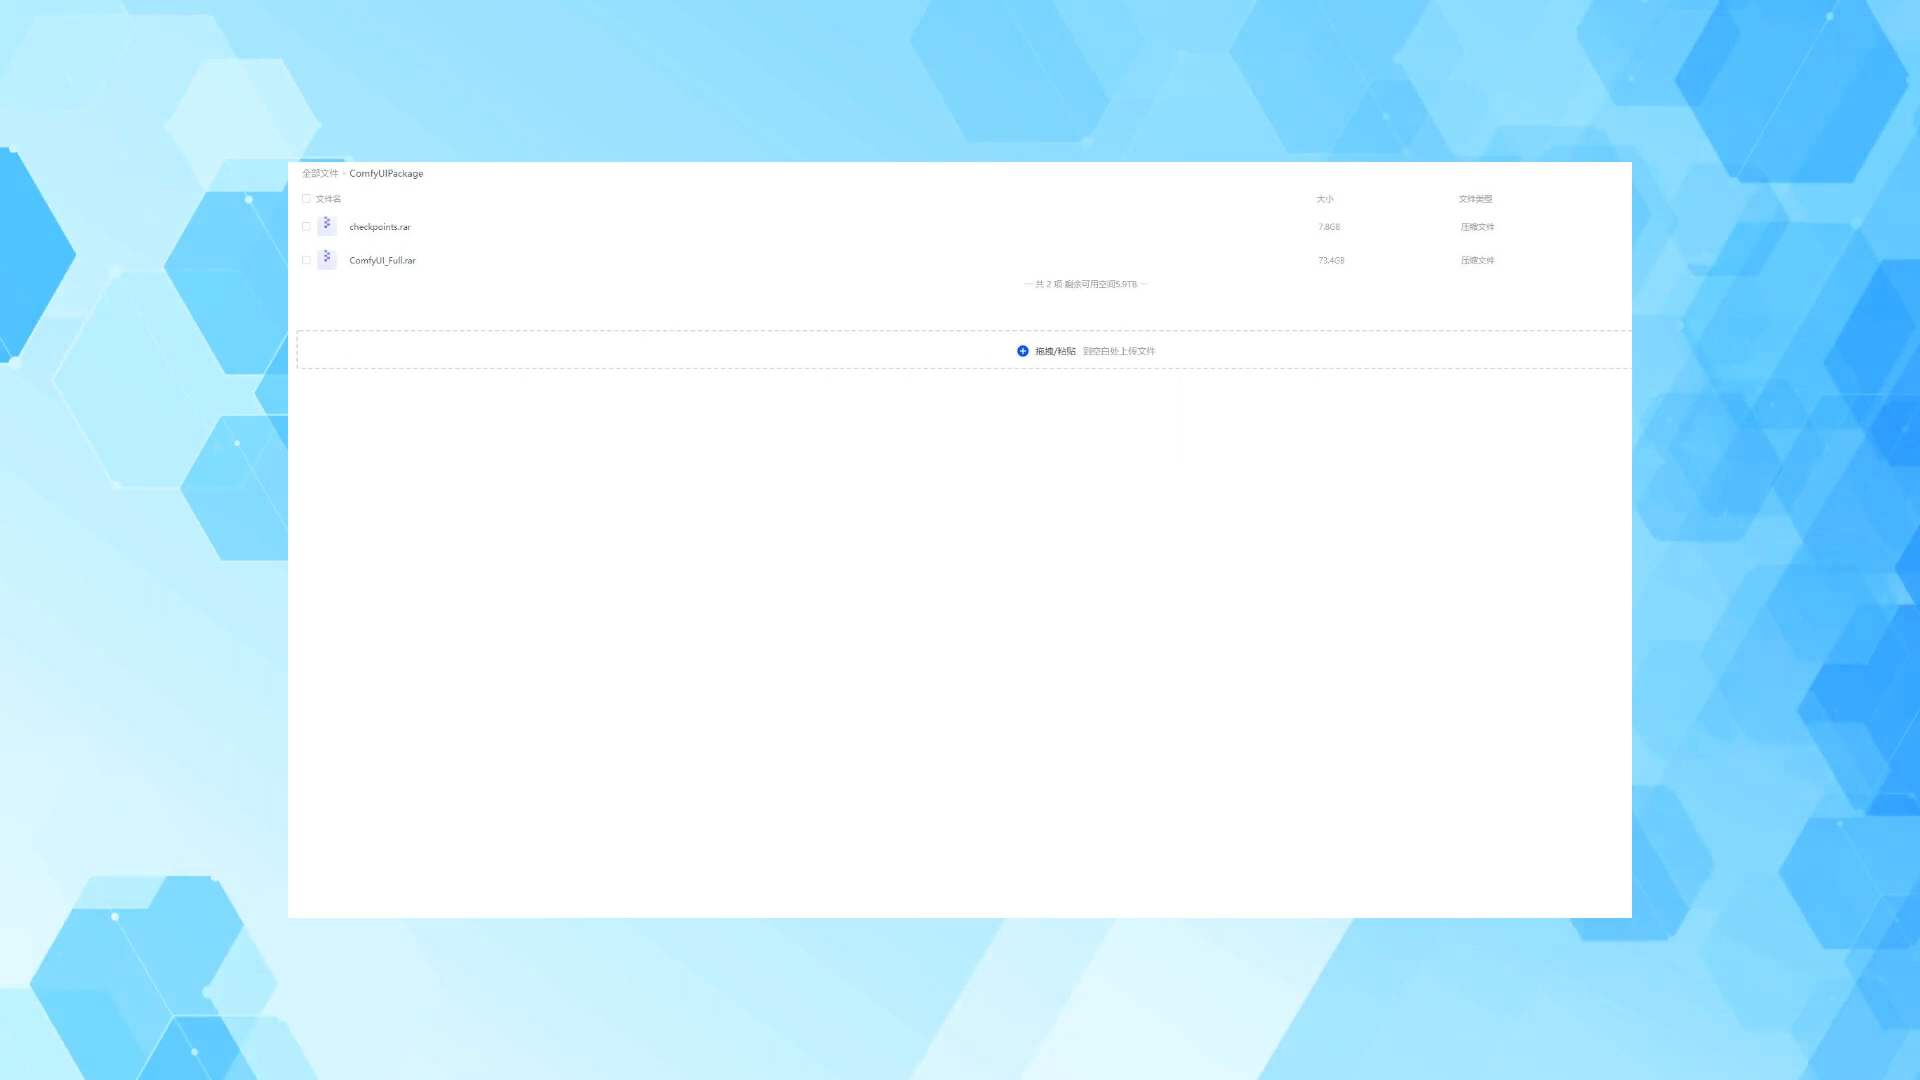 全部文件 > ComfyUIPackage
文件名 大小 文件类型
checkpoints.rar 7.8GB 压缩文件
ComfyUI_Full.rar 73.4GB 压缩文件
— 共 2 项 剩余可用空间5.9TB —
拖拽/粘贴 到空白处上传文件